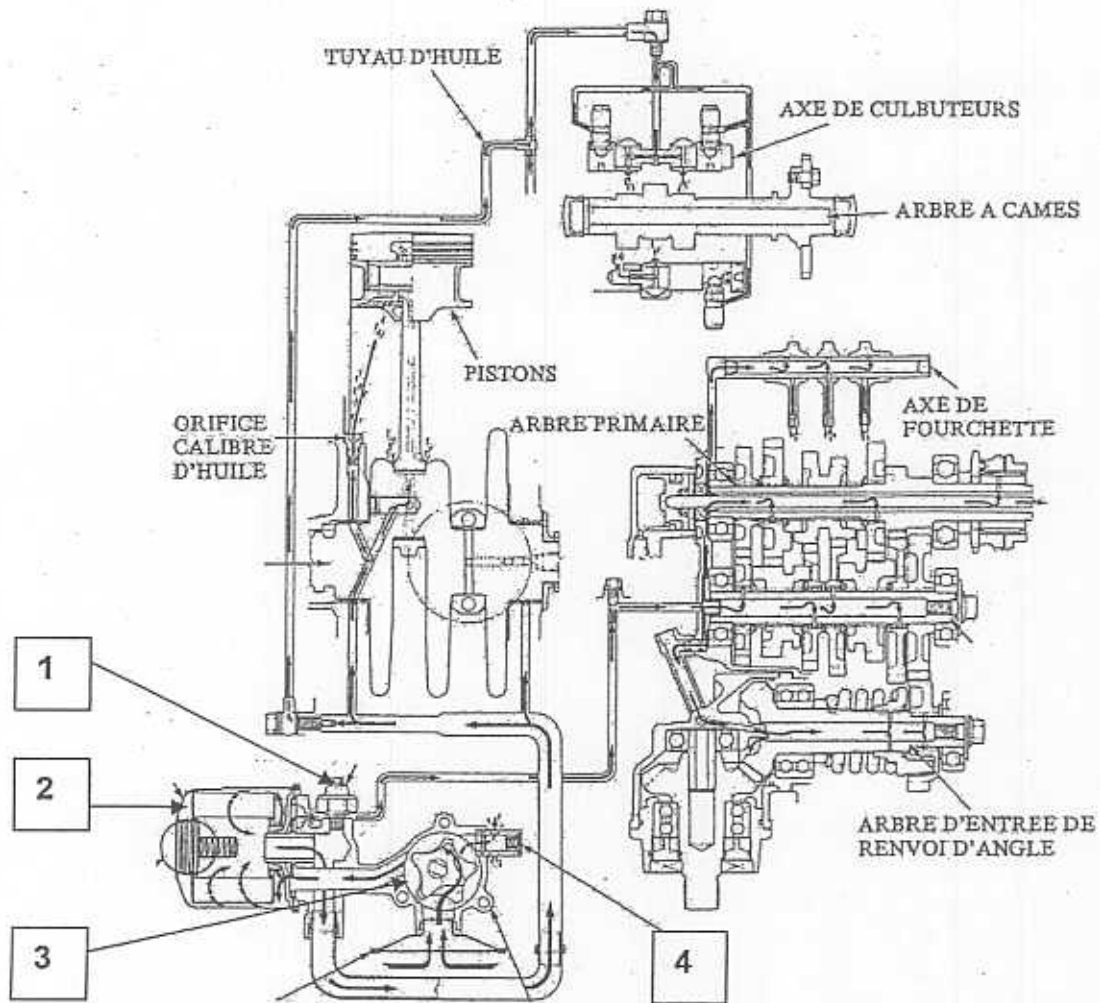 TUYAU D'HUILE
AXE DE CULBUTEURS
ARBRE A CAMES
PISTONS
ORIFICE
CALIBRE
D'HUILE
ARBRE PRIMAIRE
AXE DE
FOURCHETTE
1
2
ARBRE D'ENTREE DE
RENVOI D'ANGLE
3
4